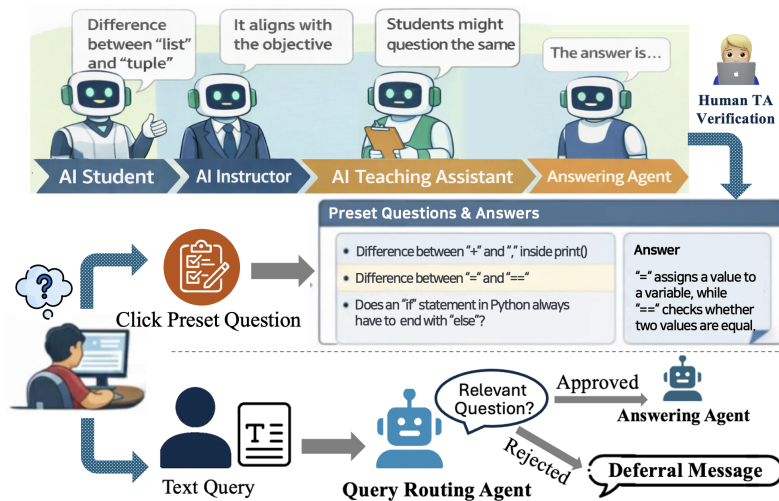 Difference
between “list”
and “tuple”
It aligns with
the objective
Students might
question the same
The answer is...
Human TA
Verification
AI Student
AI Instructor
AI Teaching Assistant
Answering Agent
Preset Questions & Answers
• Difference between “+” and “,” inside print()
• Difference between “=” and “==“
• Does an “if” statement in Python always
have to end with “else”?
Answer
“=” assigns a value to
a variable, while
“==” checks whether
two values are equal.
?
Click Preset Question
Relevant
Question?
Approved
Answering Agent
Rejected
Deferral Message
T
Text Query
Query Routing Agent